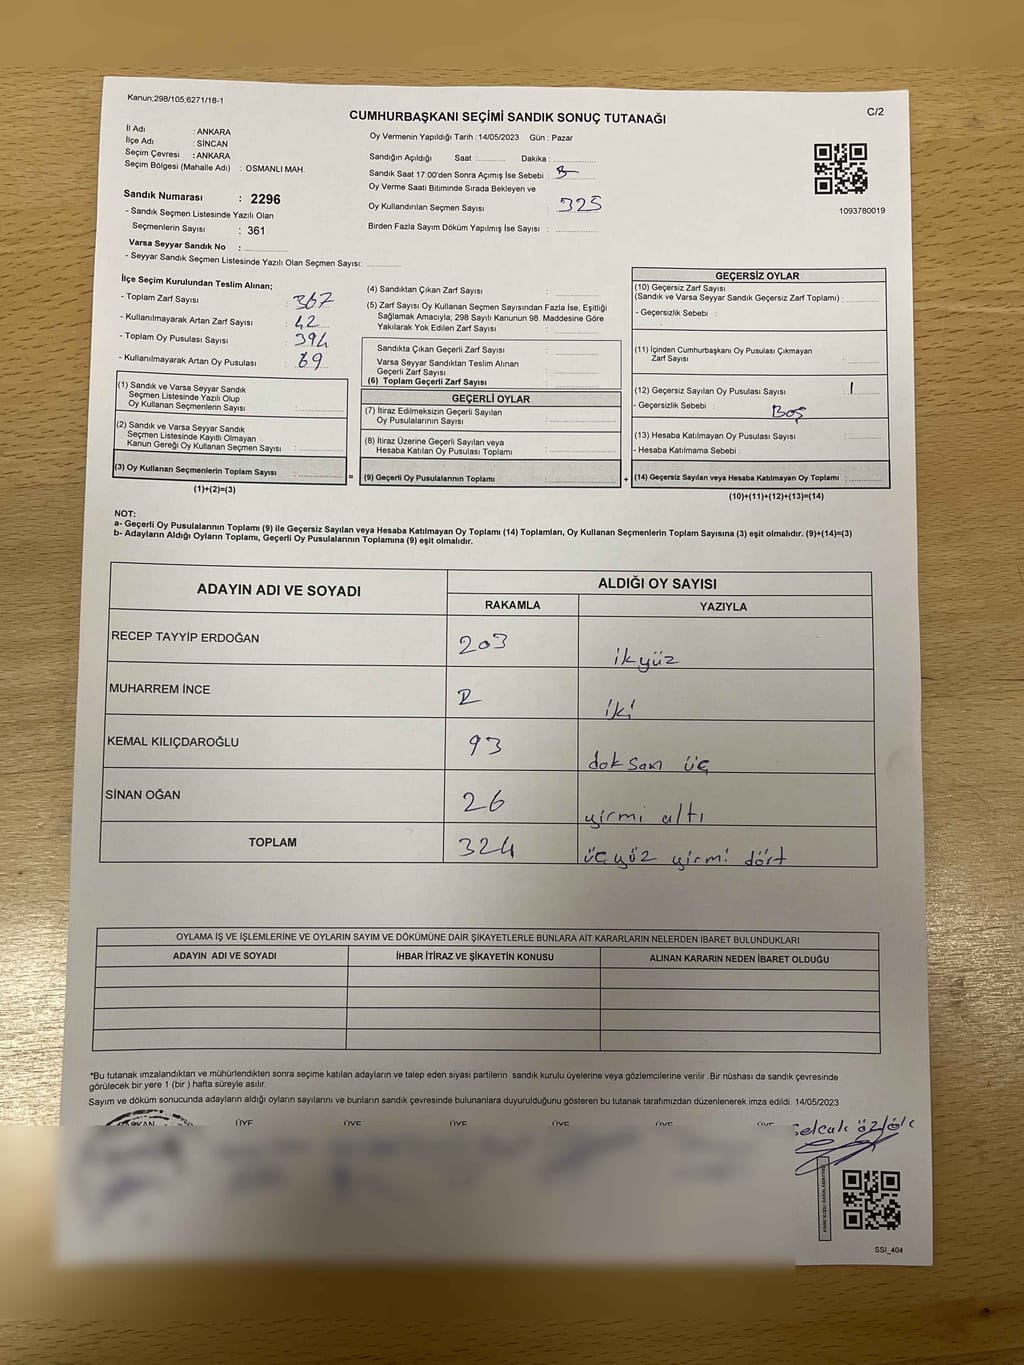 Kanun;298/105,6271/18-1
C/2
CUMHURBAŞKANI SEÇİMİ SANDIK SONUÇ TUTANAĞI
İl Adı : ANKARA
İlçe Adı : SİNCAN
Seçim Çevresi : ANKARA
Seçim Bölgesi (Mahalle Adı) : OSMANLI MAH.
Sandık Numarası : 2296
- Sandık Seçmen Listesinde Yazılı Olan
Seçmenlerin Sayısı : 361
Varsa Seyyar Sandık No :
- Seyyar Sandık Seçmen Listesinde Yazılı Olan Seçmen Sayısı:
Oy Vermenin Yapıldığı Tarih : 14/05/2023 Gün : Pazar
Sandığın Açıldığı Saat : Dakika :
Sandık Saat 17.00'den Sonra Açımış İse Sebebi :
Oy Verme Saati Bitiminde Sırada Bekleyen ve
Oy Kullandırılan Seçmen Sayısı : 325
Birden Fazla Sayım Döküm Yapılmış İse Sayısı :
1093780019
İlçe Seçim Kurulundan Teslim Alınan;
- Toplam Zarf Sayısı : 367
- Kullanılmayarak Artan Zarf Sayısı : 42
- Toplam Oy Pusulası Sayısı : 394
- Kullanılmayarak Artan Oy Pusulası : 69
(1) Sandık ve Varsa Seyyar Sandık
Seçmen Listesinde Yazılı Olup
Oy Kullanan Seçmenlerin Sayısı :
(2) Sandık ve Varsa Seyyar Sandık
Seçmen Listesinde Kayıtlı Olmayan
Kanun Gereği Oy Kullanan Seçmen Sayısı :
(3) Oy Kullanan Seçmenlerin Toplam Sayısı :
(1)+(2)=(3)
(4) Sandıktan Çıkan Zarf Sayısı :
(5) Zarf Sayısı Oy Kullanan Seçmen Sayısından Fazla İse, Eşitliği
Sağlamak Amacıyla; 298 Sayılı Kanunun 98. Maddesine Göre
Yakılarak Yok Edilen Zarf Sayısı :
Sandıkta Çıkan Geçerli Zarf Sayısı :
Varsa Seyyar Sandıktan Teslim Alınan
Geçerli Zarf Sayısı :
(6) Toplam Geçerli Zarf Sayısı :
GEÇERLİ OYLAR
(7) İtiraz Edilmeksizin Geçerli Sayılan
Oy Pusulalarının Sayısı :
(8) İtiraz Üzerine Geçerli Sayılan veya
Hesaba Katılan Oy Pusulası Toplamı :
= (9) Geçerli Oy Pusulalarının Toplamı :
GEÇERSİZ OYLAR
(10) Geçersiz Zarf Sayısı
(Sandık ve Varsa Seyyar Sandık Geçersiz Zarf Toplamı) :
- Geçersizlik Sebebi :
(11) İçinden Cumhurbaşkanı Oy Pusulası Çıkmayan
Zarf Sayısı :
(12) Geçersiz Sayılan Oy Pusulası Sayısı : 1
- Geçersizlik Sebebi : Boş
(13) Hesaba Katılmayan Oy Pusulası Sayısı :
- Hesaba Katılmama Sebebi :
+ (14) Geçersiz Sayılan veya Hesaba Katılmayan Oy Toplamı :
(10)+(11)+(12)+(13)=(14)
NOT:
a- Geçerli Oy Pusulalarının Toplamı (9) ile Geçersiz Sayılan veya Hesaba Katılmayan Oy Toplamı (14) Toplamları, Oy Kullanan Seçmenlerin Toplam Sayısına (3) eşit olmalıdır. (9)+(14)=(3)
b- Adayların Aldığı Oyların Toplamı, Geçerli Oy Pusulalarının Toplamına (9) eşit olmalıdır.
ADAYIN ADI VE SOYADI
ALDIĞI OY SAYISI
RAKAMLA YAZIYLA
RECEP TAYYİP ERDOĞAN 203 ikyüz
MUHARREM İNCE 2 iki
KEMAL KILIÇDAROĞLU 93 doksan üç
SİNAN OĞAN 26 yirmi altı
TOPLAM 324 üçyüz yirmi dört
OYLAMA İŞ VE İŞLEMLERİNE VE OYLARIN SAYIM VE DÖKÜMÜNE DAİR ŞİKAYETLERLE BUNLARA AİT KARARLARIN NELERDEN İBARET BULUNDUKLARI
ADAYIN ADI VE SOYADI İHBAR İTİRAZ VE ŞİKAYETİN KONUSU ALINAN KARARIN NEDEN İBARET OLDUĞU
*Bu tutanak imzalandıktan ve mühürlendikten sonra seçime katılan adayların ve talep eden siyasi partilerin sandık kurulu üyelerine veya gözlemcilerine verilir .Bir nüshası da sandık çevresinde
görülecek bir yere 1 (bir ) hafta süreyle asılır.
Sayım ve döküm sonucunda adayların aldığı oyların sayılarını ve bunların sandık çevresinde bulunanlara duyurulduğunu gösteren bu tutanak tarafımızdan düzenlenerek imza edildi. 14/05/2023
BAŞKAN ÜYE ÜYE ÜYE ÜYE ÜYE ÜYE
Selçuk
SSI_404